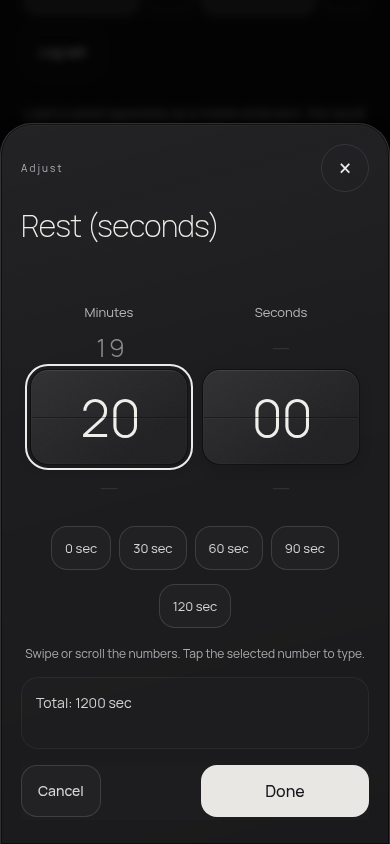 Adjust
×
Rest (seconds)
Minutes Seconds
19 —
20 00
— —
0 sec 30 sec 60 sec 90 sec
120 sec
Swipe or scroll the numbers. Tap the selected number to type.
Total: 1200 sec
Cancel Done